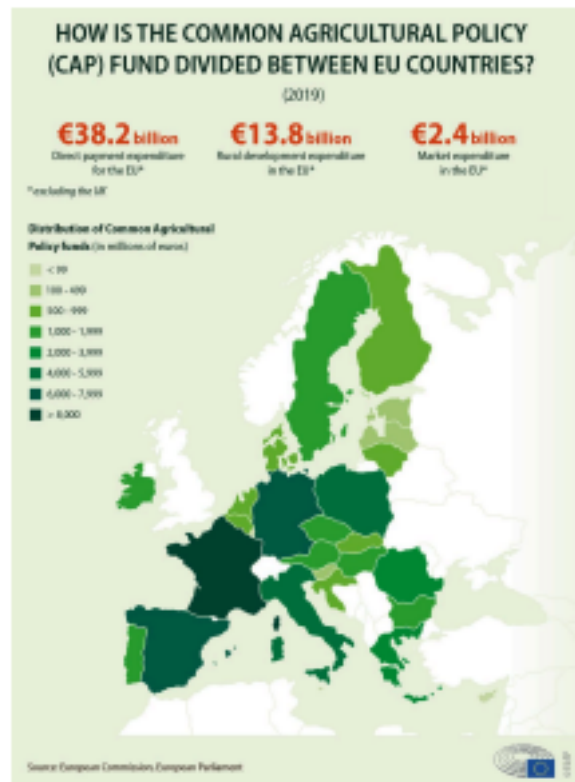 HOW IS THE COMMON AGRICULTURAL POLICY
(CAP) FUND DIVIDED BETWEEN EU COUNTRIES?
(2019)
€38.2 billion
Direct payment expenditure
for the EU*
€13.8 billion
Rural development expenditure
in the EU*
€2.4 billion
Market expenditure
in the EU*
*excluding the UK
Distribution of Common Agricultural
Policy funds (in millions of euros)
< 99
100 - 499
500 - 999
1,000 - 1,999
2,000 - 3,999
4,000 - 5,999
6,000 - 7,999
> 8,000
Source: European Commission, European Parliament